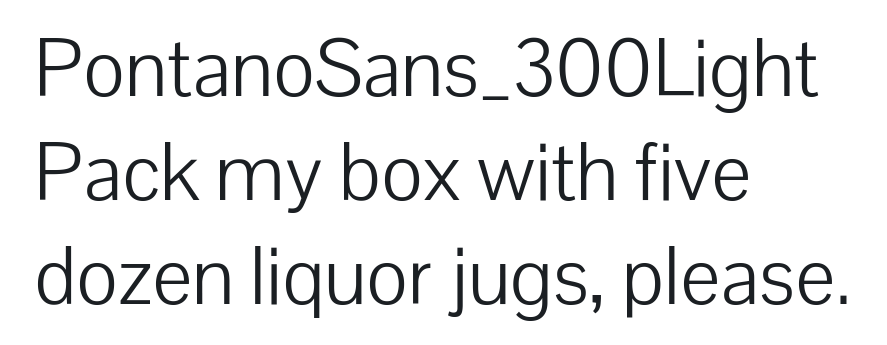 PontanoSans_300Light
Pack my box with five
dozen liquor jugs, please.